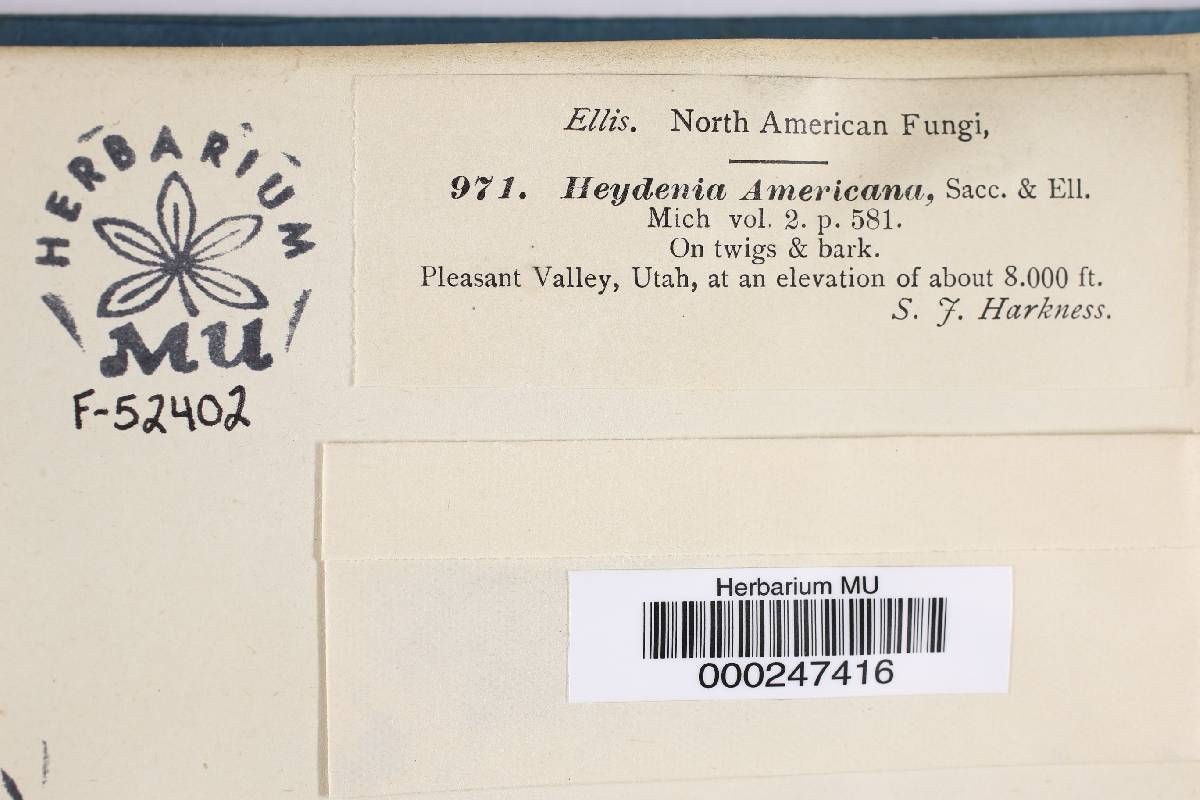 HERBARIUM
MU
F-52402
Ellis. North American Fungi,
971. Heydenia Americana, Sacc. & Ell.
Mich vol. 2. p. 581.
On twigs & bark.
Pleasant Valley, Utah, at an elevation of about 8.000 ft.
S. J. Harkness.
Herbarium MU
000247416